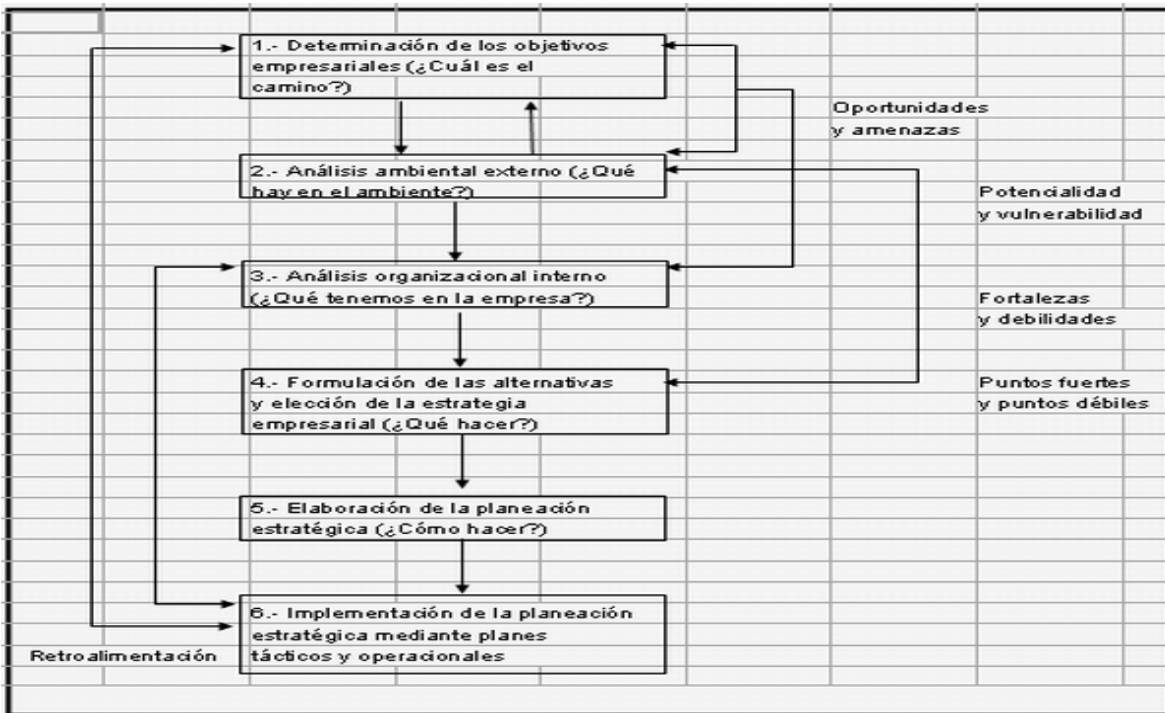 1.- Determinación de los objetivos
empresariales (¿Cuál es el
camino?)
Oportunidades
y amenazas
2.- Análisis ambiental externo (¿Qué
hay en el ambiente?)
Potencialidad
y vulnerabilidad
3.- Análisis organizacional interno
(¿Qué tenemos en la empresa?)
Fortalezas
y debilidades
4.- Formulación de las alternativas
y elección de la estrategia
empresarial (¿Qué hacer?)
Puntos fuertes
y puntos débiles
5.- Elaboración de la planeación
estratégica (¿Cómo hacer?)
6.- Implementación de la planeación
estratégica mediante planes
tácticos y operacionales
Retroalimentación